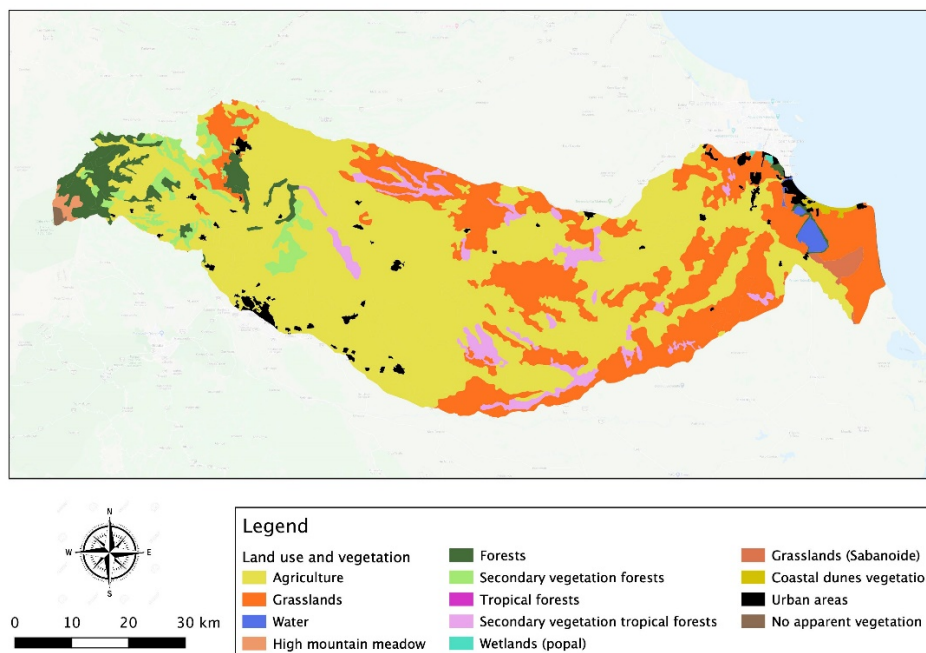 N
W
E
S
0 10 20 30 km
Legend
Land use and vegetation
Agriculture
Grasslands
Water
High mountain meadow
Forests
Secondary vegetation forests
Tropical forests
Secondary vegetation tropical forests
Wetlands (popal)
Grasslands (Sabanoide)
Coastal dunes vegetatio
Urban areas
No apparent vegetation